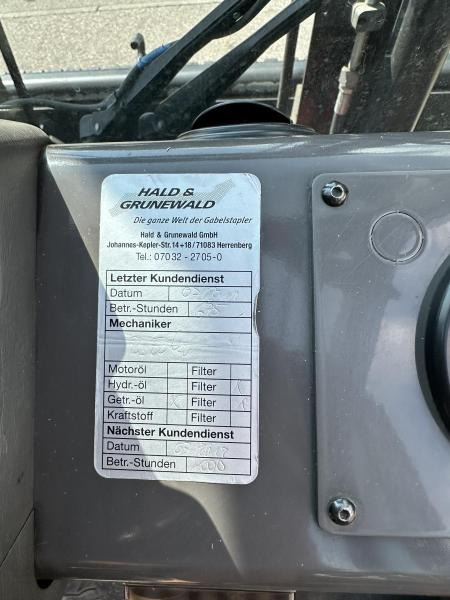 HALD &
GRUNEWALD
Die ganze Welt der Gabelstapler
Hald & Grunewald GmbH
Johannes-Kepler-Str. 14+18/71083 Herrenberg
Tel.: 07032 - 2705-0
Letzter Kundendienst
Datum
Betr.-Stunden
Mechaniker
Motoröl Filter
Hydr.-öl Filter X
Getr.-öl X Filter X
Kraftstoff Filter
Nächster Kundendienst
Datum
Betr.-Stunden